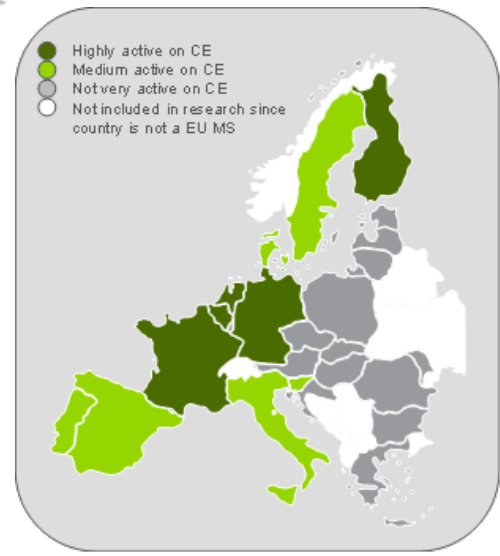 Highly active on CE
Medium active on CE
Not very active on CE
Not included in research since
country is not a EU MS